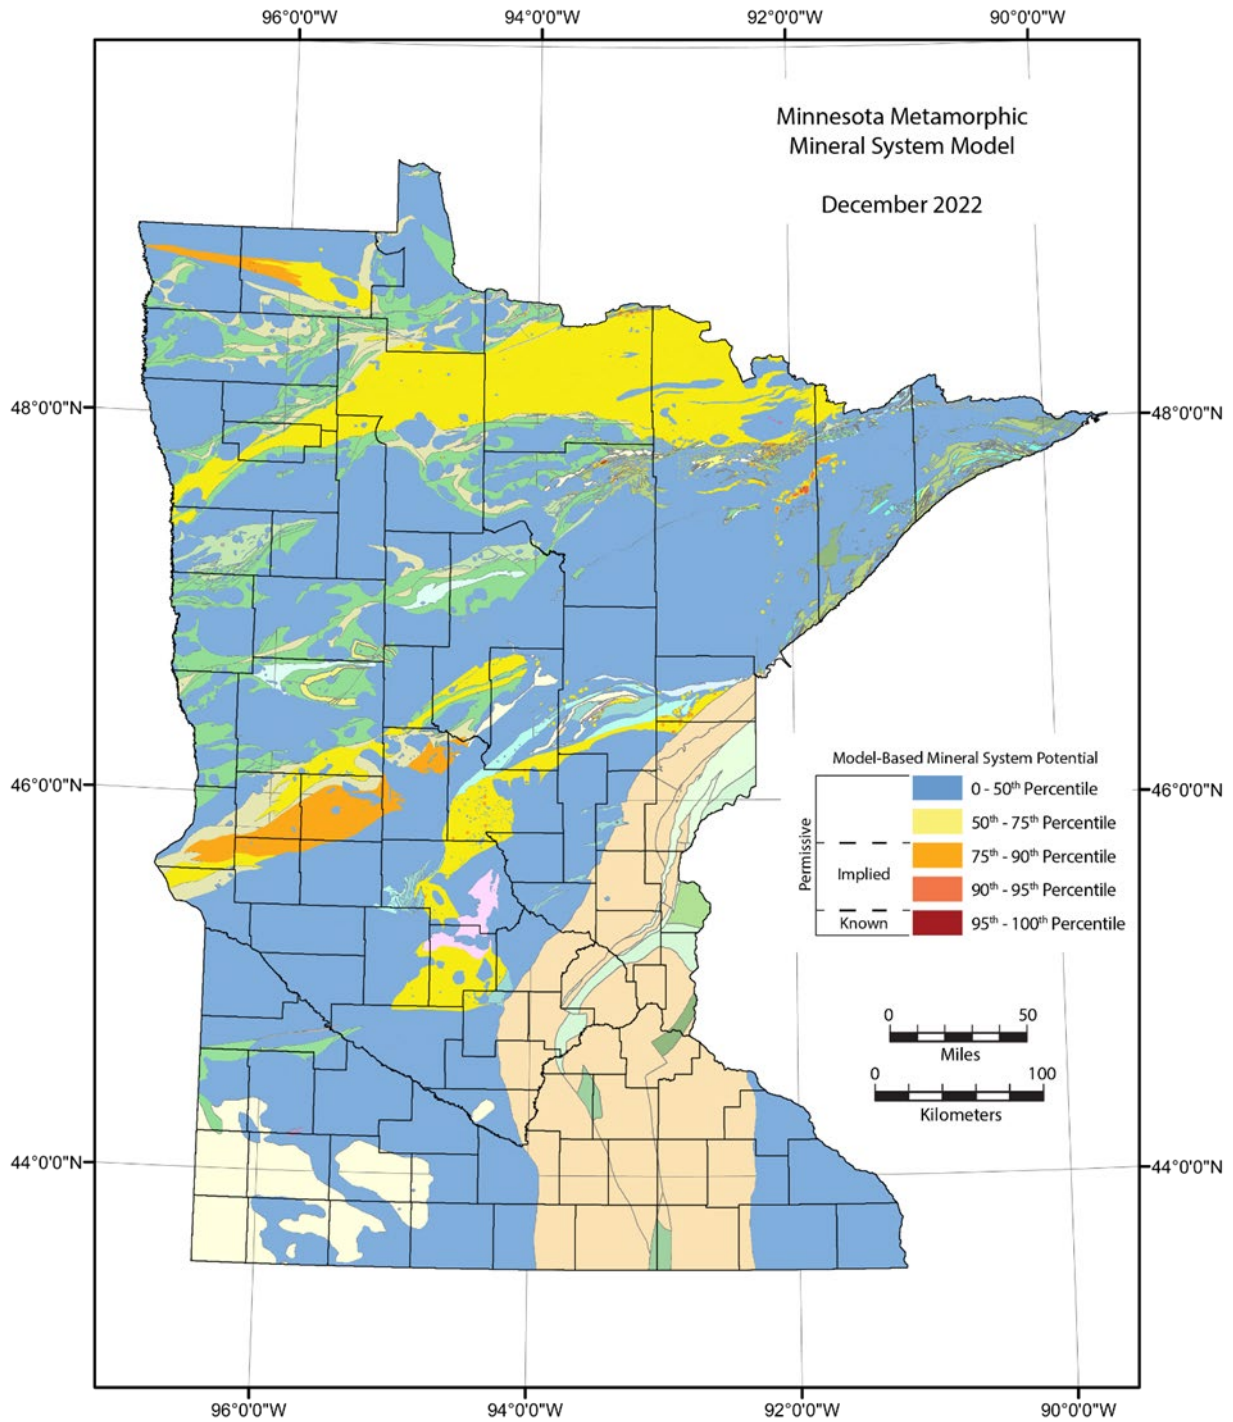 96°0'0"W 94°0'0"W 92°0'0"W 90°0'0"W
Minnesota Metamorphic
Mineral System Model
December 2022
48°0'0"N 48°0'0"N
Model-Based Mineral System Potential
46°0'0"N 46°0'0"N
Permissive
0 - 50th Percentile
50th - 75th Percentile
Implied
75th - 90th Percentile
90th - 95th Percentile
Known
95th - 100th Percentile
0 50
Miles
0 100
Kilometers
44°0'0"N 44°0'0"N
96°0'0"W 94°0'0"W 92°0'0"W 90°0'0"W